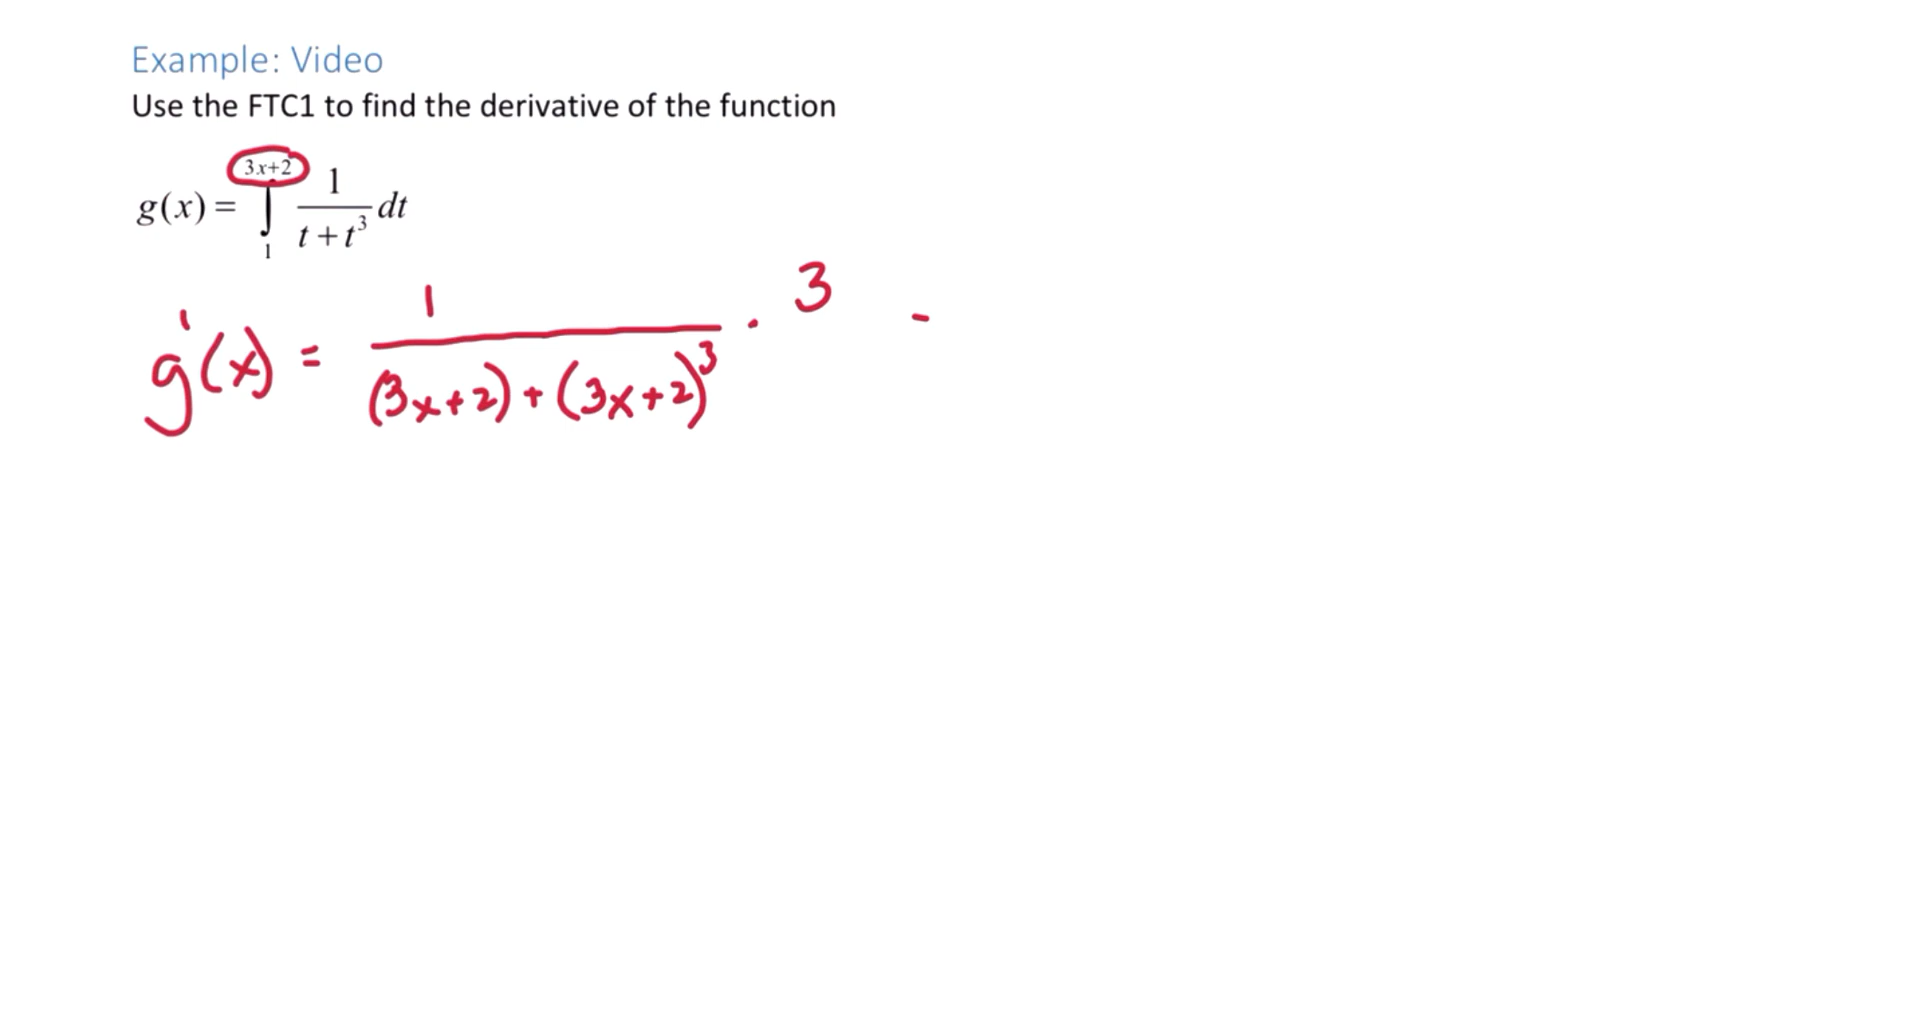 Example: Video
Use the FTC1 to find the derivative of the function
g(x) = ∫₁^(3x+2) 1/(t+t³) dt
g'(x) = 1/((3x+2)+(3x+2)³) · 3 -